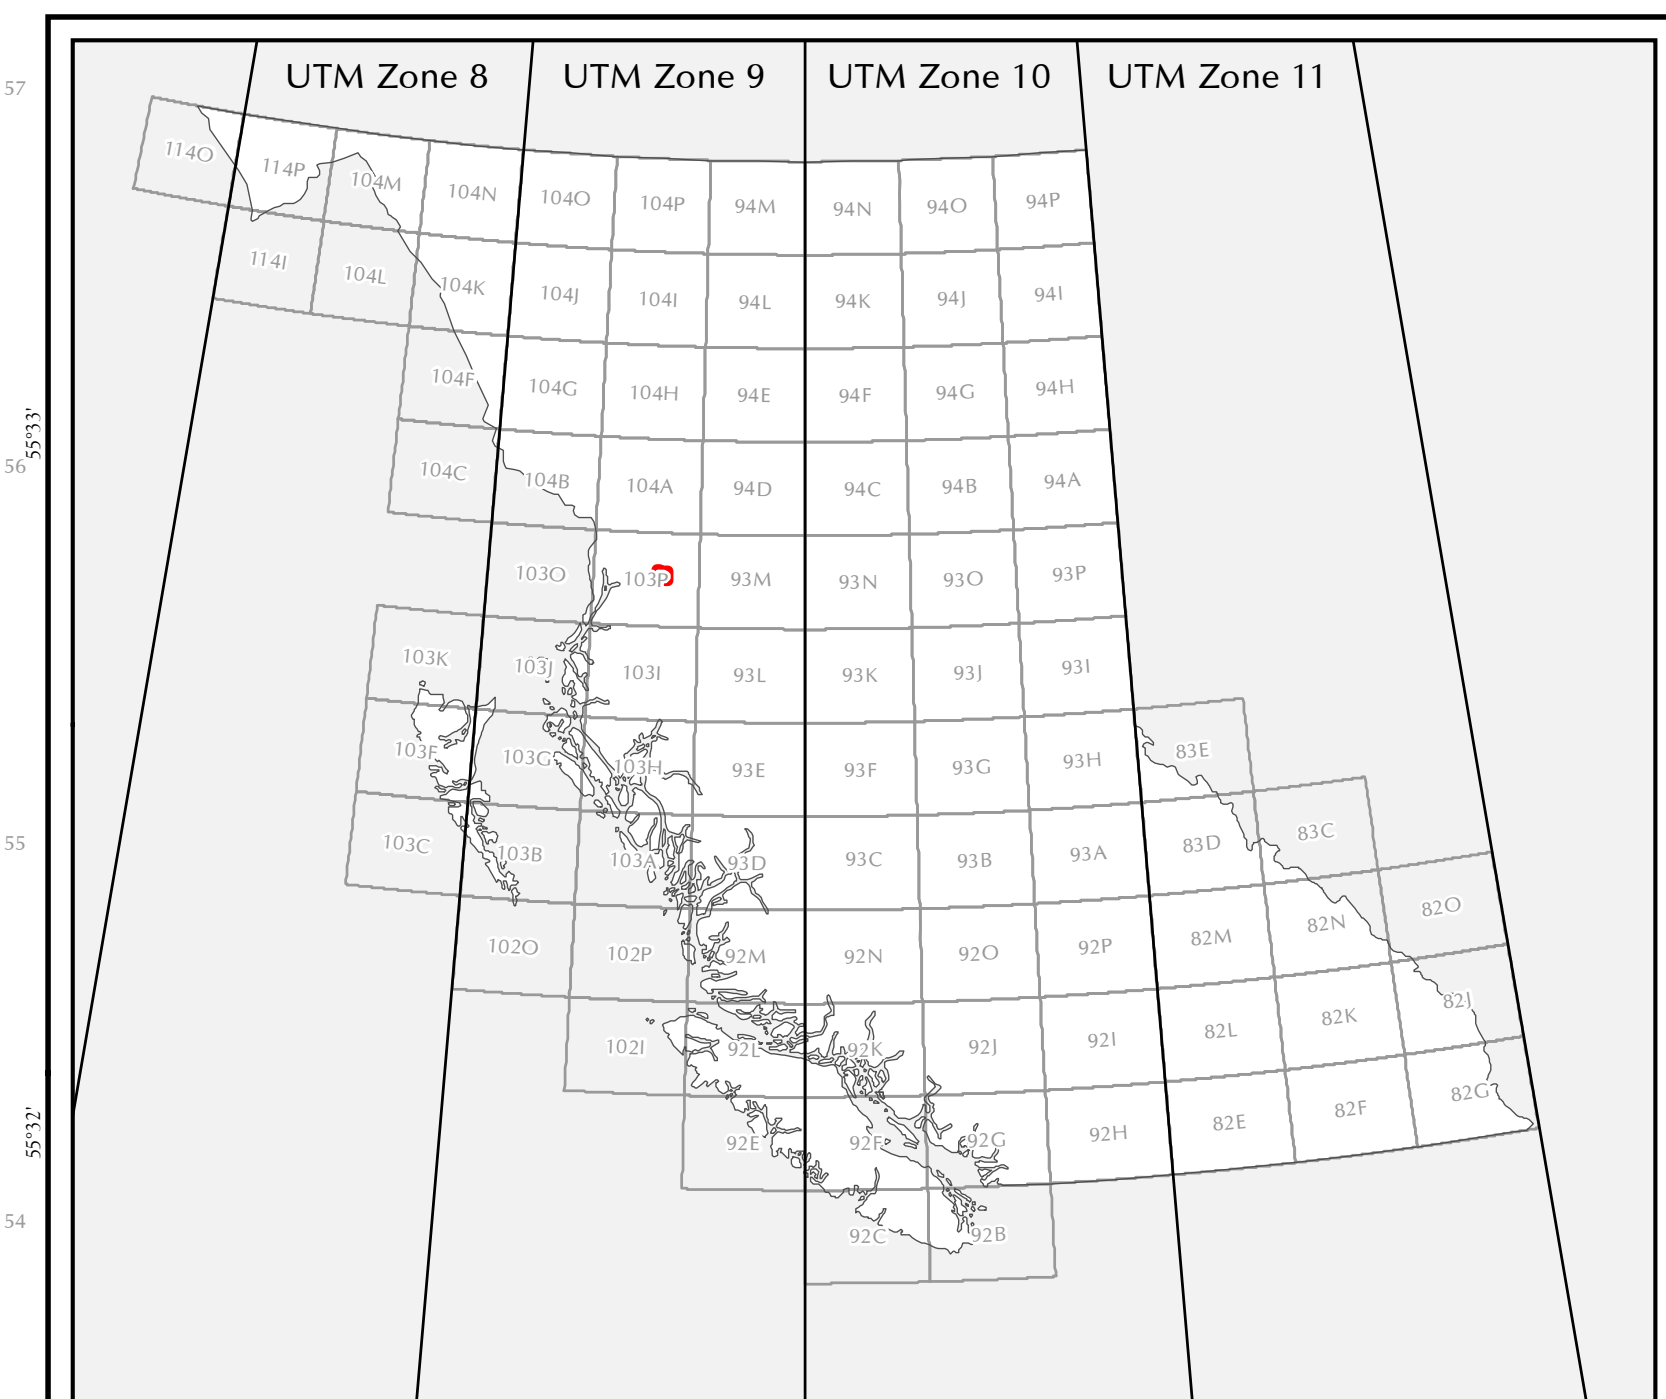 UTM Zone 8 UTM Zone 9 UTM Zone 10 UTM Zone 11
57
114O 114P 104M 104N 104O 104P 94M 94N 94O 94P
114I 104L 104K 104J 104I 94L 94K 94J 94I
104F 104G 104H 94E 94F 94G 94H
55°33'
56
104C 104B 104A 94D 94C 94B 94A
103O 103P 93M 93N 93O 93P
103K 103J 103I 93L 93K 93J 93I
103F 103G 103H 93E 93F 93G 93H 83E
55
103C 103B 103A 93D 93C 93B 93A 83D 83C
102O 102P 92M 92N 92O 92P 82M 82N 82O
102I 92L 92K 92J 92I 82L 82K 82J
55°32'
92E 92F 92G 92H 82E 82F 82G
54
92C 92B